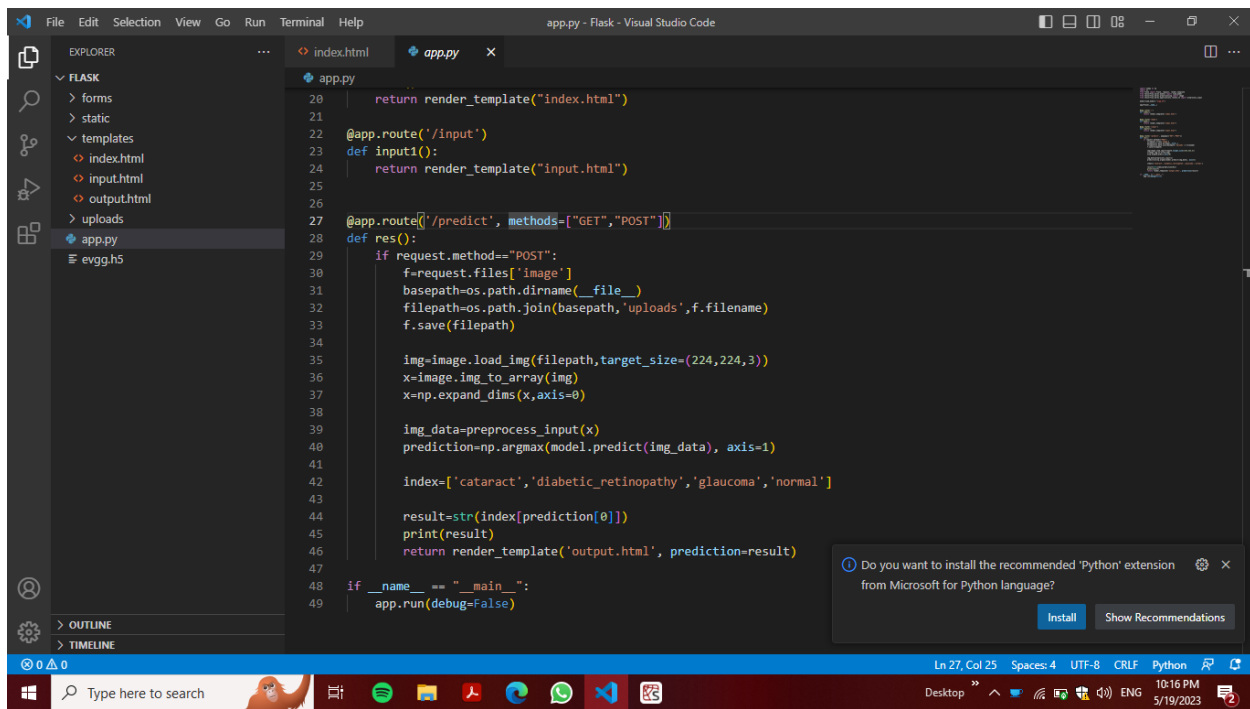 File Edit Selection View Go Run Terminal Help
app.py - Flask - Visual Studio Code
EXPLORER
FLASK
forms
static
templates
index.html
input.html
output.html
uploads
app.py
evgg.h5
OUTLINE
TIMELINE
index.html app.py
app.py
20 return render_template("index.html")
21
22 @app.route('/input')
23 def input1():
24 return render_template("input.html")
25
26
27 @app.route('/predict', methods=["GET","POST"])
28 def res():
29 if request.method=="POST":
30 f=request.files['image']
31 basepath=os.path.dirname(__file__)
32 filepath=os.path.join(basepath,'uploads',f.filename)
33 f.save(filepath)
34
35 img=image.load_img(filepath,target_size=(224,224,3))
36 x=image.img_to_array(img)
37 x=np.expand_dims(x,axis=0)
38
39 img_data=preprocess_input(x)
40 prediction=np.argmax(model.predict(img_data), axis=1)
41
42 index=['cataract','diabetic_retinopathy','glaucoma','normal']
43
44 result=str(index[prediction[0]])
45 print(result)
46 return render_template('output.html', prediction=result)
47
48 if __name__ == "__main__":
49 app.run(debug=False)
Do you want to install the recommended 'Python' extension
from Microsoft for Python language?
Install Show Recommendations
0 0
Ln 27, Col 25 Spaces: 4 UTF-8 CRLF Python
Type here to search
Desktop ENG
10:16 PM
5/19/2023
2